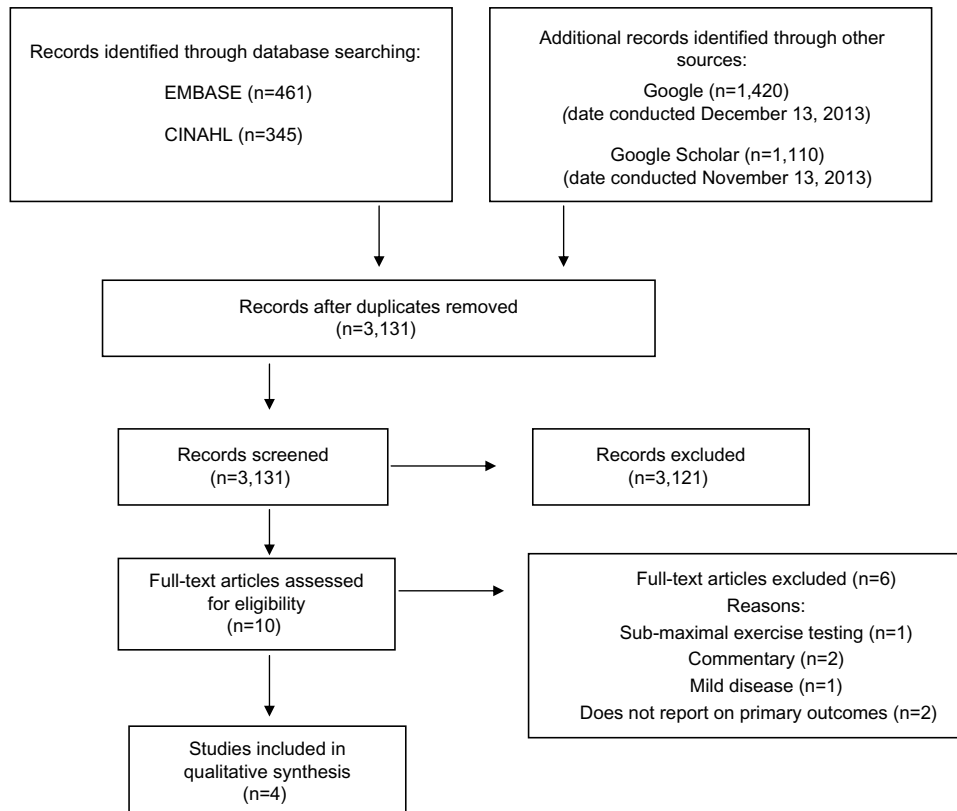 Records identified through database searching:
EMBASE (n=461)
CINAHL (n=345)
Additional records identified through other
sources:
Google (n=1,420)
(date conducted December 13, 2013)
Google Scholar (n=1,110)
(date conducted November 13, 2013)
Records after duplicates removed
(n=3,131)
Records screened
(n=3,131)
Records excluded
(n=3,121)
Full-text articles assessed
for eligibility
(n=10)
Full-text articles excluded (n=6)
Reasons:
Sub-maximal exercise testing (n=1)
Commentary (n=2)
Mild disease (n=1)
Does not report on primary outcomes (n=2)
Studies included in
qualitative synthesis
(n=4)